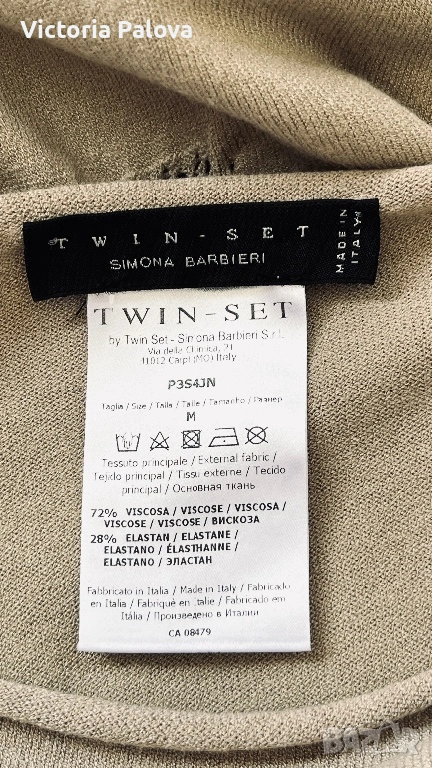 Victoria Palova
TWIN-SET
SIMONA BARBIERI
MADE IN
ITALY
TWIN-SET
by Twin Set - Simona Barbieri S.r.L
Via della Chimica, 21
41012 Carpi (MO) Italy
P3S4JN
Taglia / Size / Talla / Taille / Tamanho / Размер
M
Tessuto principale / External fabric /
Tejido principal / Tissu externe / Tecido
principal / Основная ткань
72% VISCOSA / VISCOSE / VISCOSA /
VISCOSE / VISCOSE / ВИСКОЗА
28% ELASTAN / ELASTANE /
ELASTANO / ÉLASTHANNE /
ELASTANO / ЭЛАСТАН
Fabbricato in Italia / Made in Italy / Fabricado
en Italia / Fabriqué en Italie / Fabricado em
Itália / Произведено в Италии
CA 08479
BAZAR